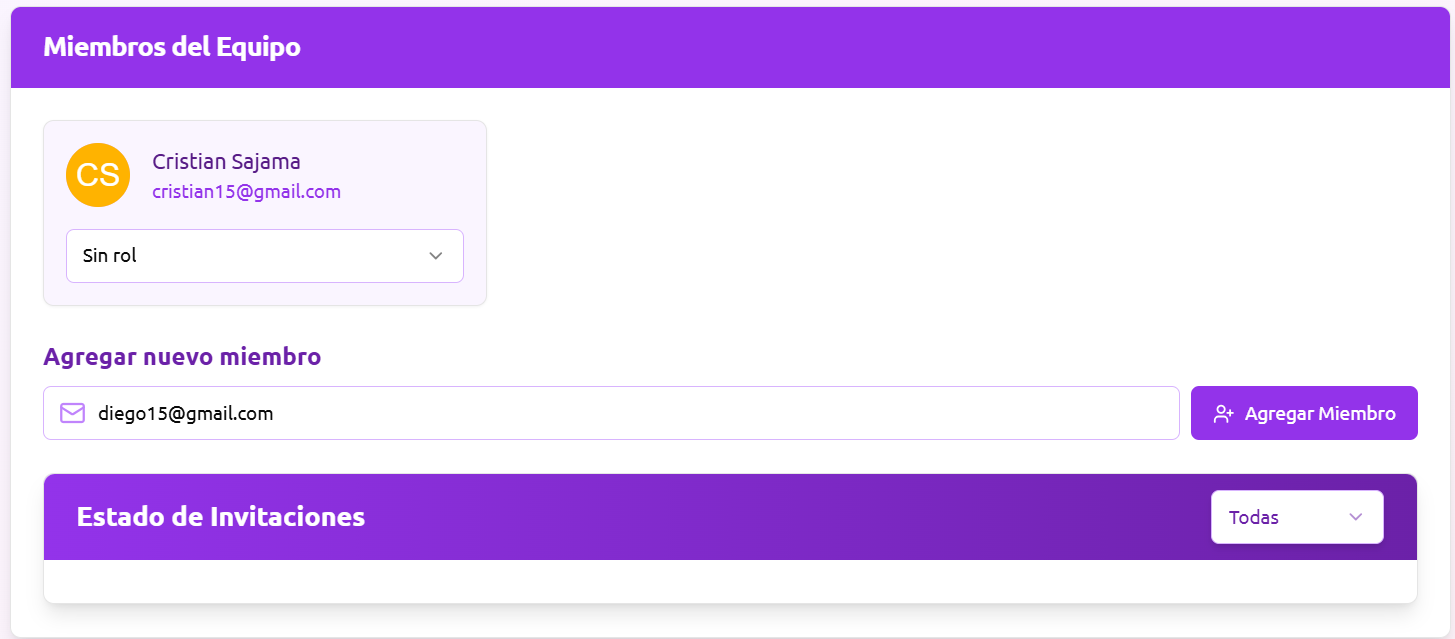 Miembros del Equipo
CS
Cristian Sajama
cristian15@gmail.com
Sin rol
Agregar nuevo miembro
diego15@gmail.com
Agregar Miembro
Estado de Invitaciones
Todas